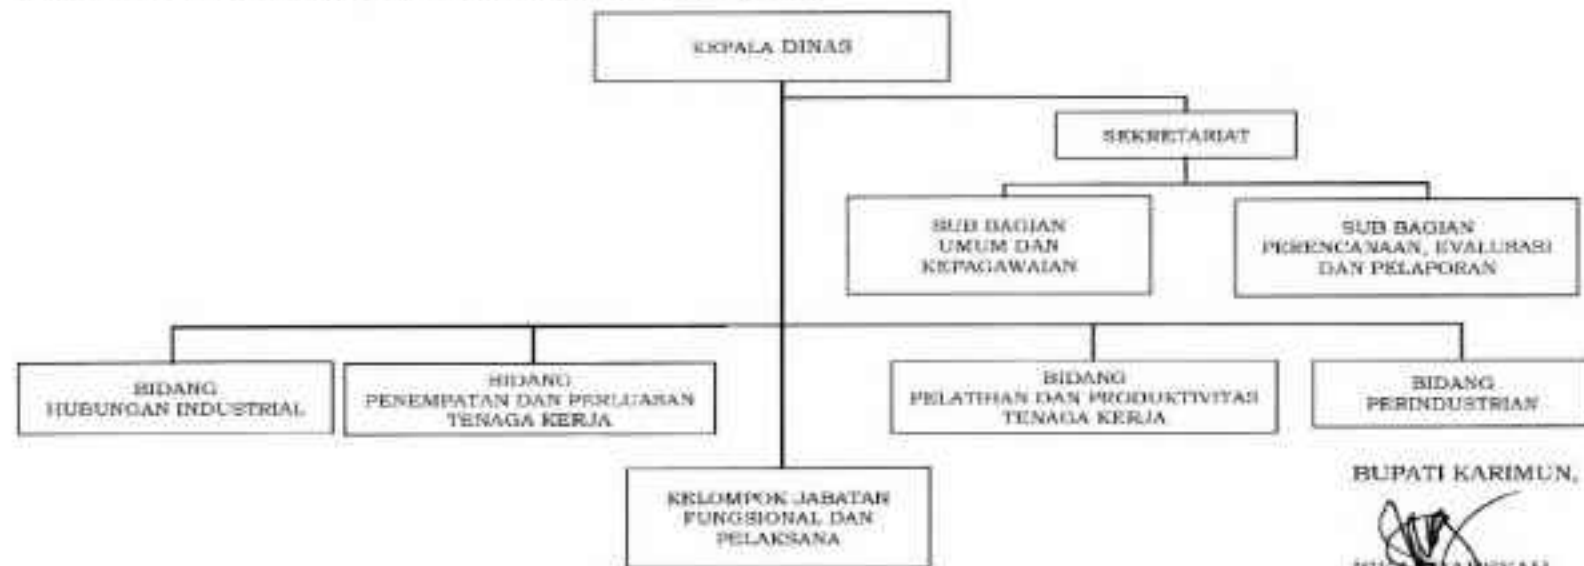 KEPALA DINAS
SEKRETARIAT
SUB BAGIAN
UMUM DAN
KEPAGAWAIAN
SUB BAGIAN
PERENCANAAN, EVALUSASI
DAN PELAPORAN
BIDANG
HUBUNGAN INDUSTRIAL
BIDANG
PENEMPATAN DAN PERLUASAN
TENAGA KERJA
BIDANG
PELATIHAN DAN PRODUKTIVITAS
TENAGA KERJA
BIDANG
PERINDUSTRIAN
KELOMPOK JABATAN
FUNGSIONAL DAN
PELAKSANA
BUPATI KARIMUN,